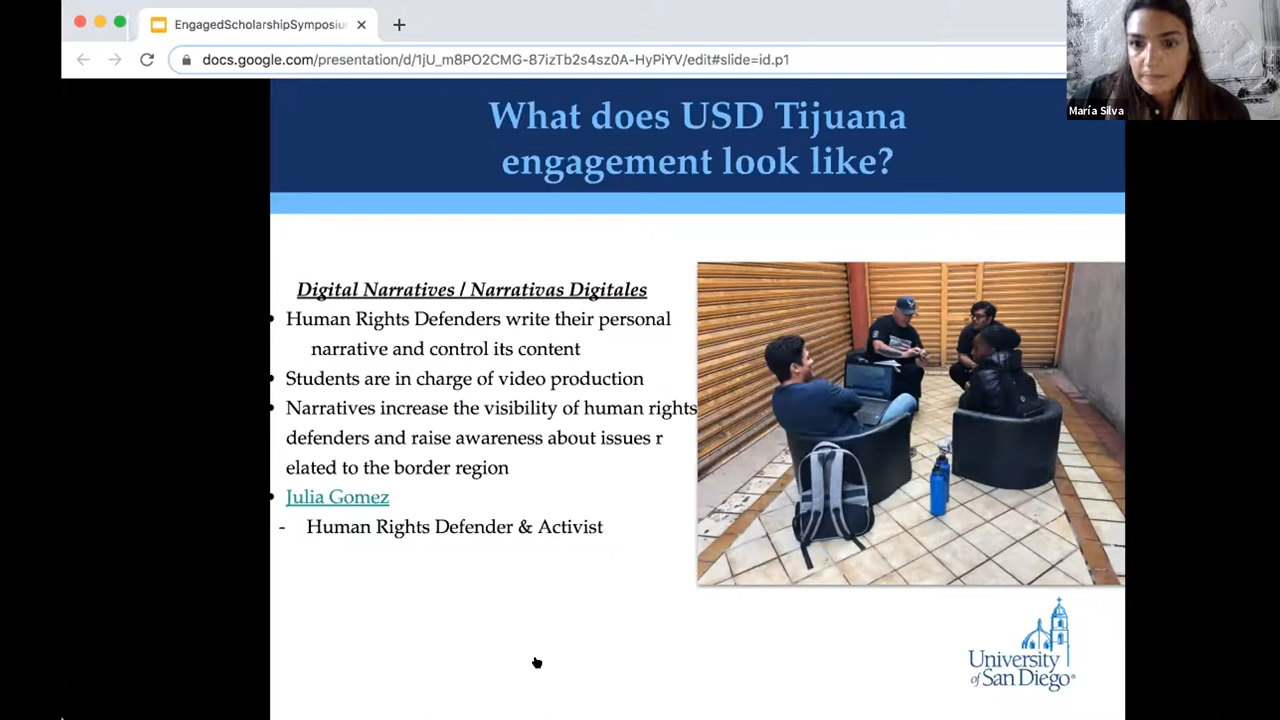 EngagedScholarshipSymposiu
docs.google.com/presentation/d/1jU_m8PO2CMG-87izTb2s4sz0A-HyPiYV/edit#slide=id.p1
María Silva
What does USD Tijuana
engagement look like?
Digital Narratives / Narrativas Digitales
Human Rights Defenders write their personal
narrative and control its content
Students are in charge of video production
Narratives increase the visibility of human rights
defenders and raise awareness about issues r
elated to the border region
Julia Gomez
- Human Rights Defender & Activist
University
of San Diego®